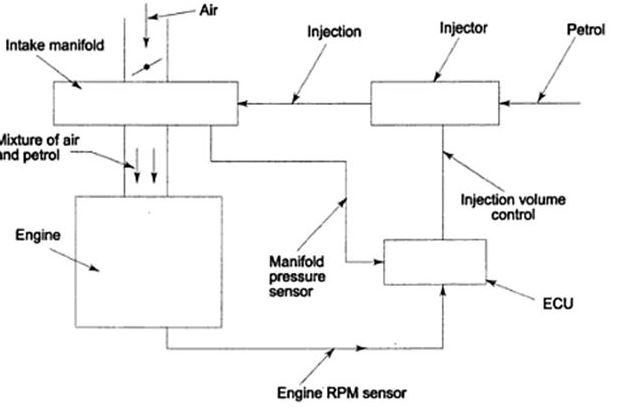 Air
Intake manifold
Injection
Injector
Petrol
Mixture of air
and petrol
Injection volume
control
Engine
Manifold
pressure
sensor
ECU
Engine RPM sensor